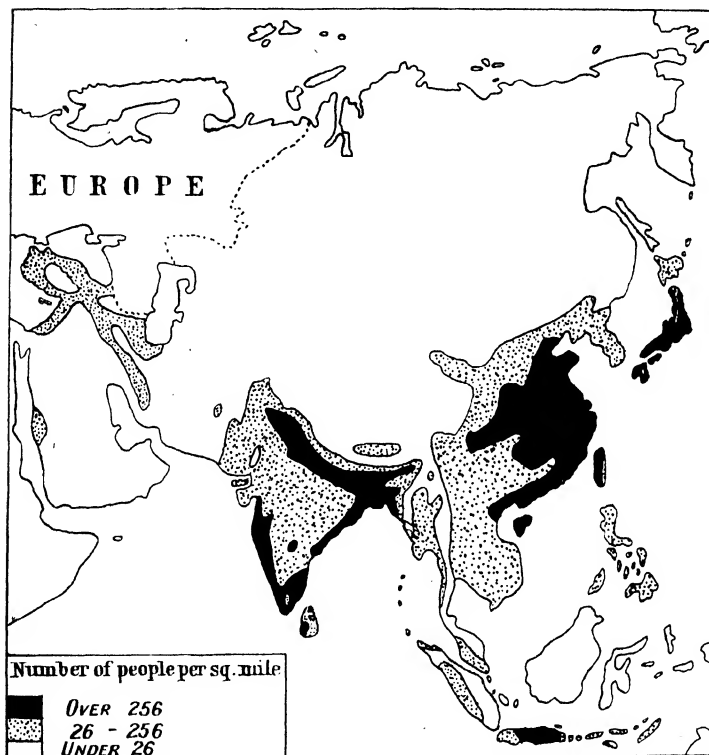 EUROPE
Number of people per sq. mile
OVER 256
26 - 256
UNDER 26